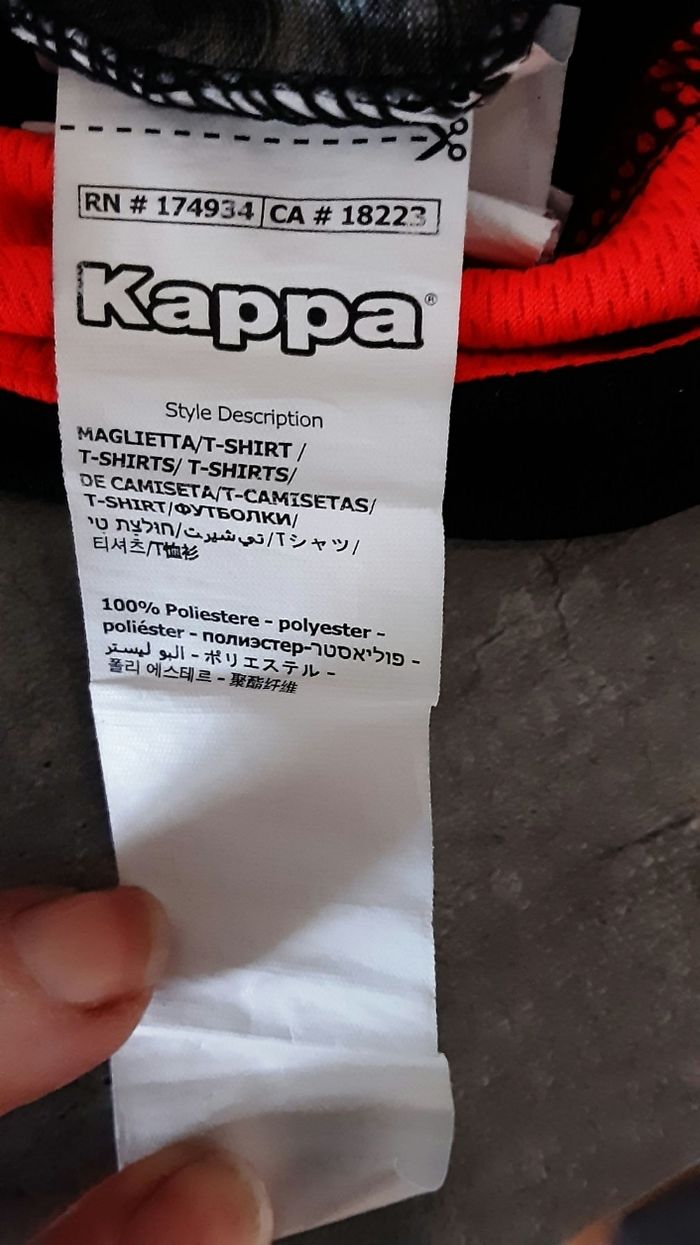 RN # 174934 CA # 18223
Kappa®
Style Description
MAGLIETTA/T-SHIRT /
T-SHIRTS/ T-SHIRTS/
DE CAMISETA/T-CAMISETAS/
T-SHIRT/ФУТБОЛКИ/
חולצת טי/تي شيرت/Tシャツ/
티셔츠/T恤衫
100% Poliestere - polyester -
poliéster - полиэстер-פוליאסטר -
البو ليستر - ポリエステル -
폴리 에스테르 - 聚酯纤维